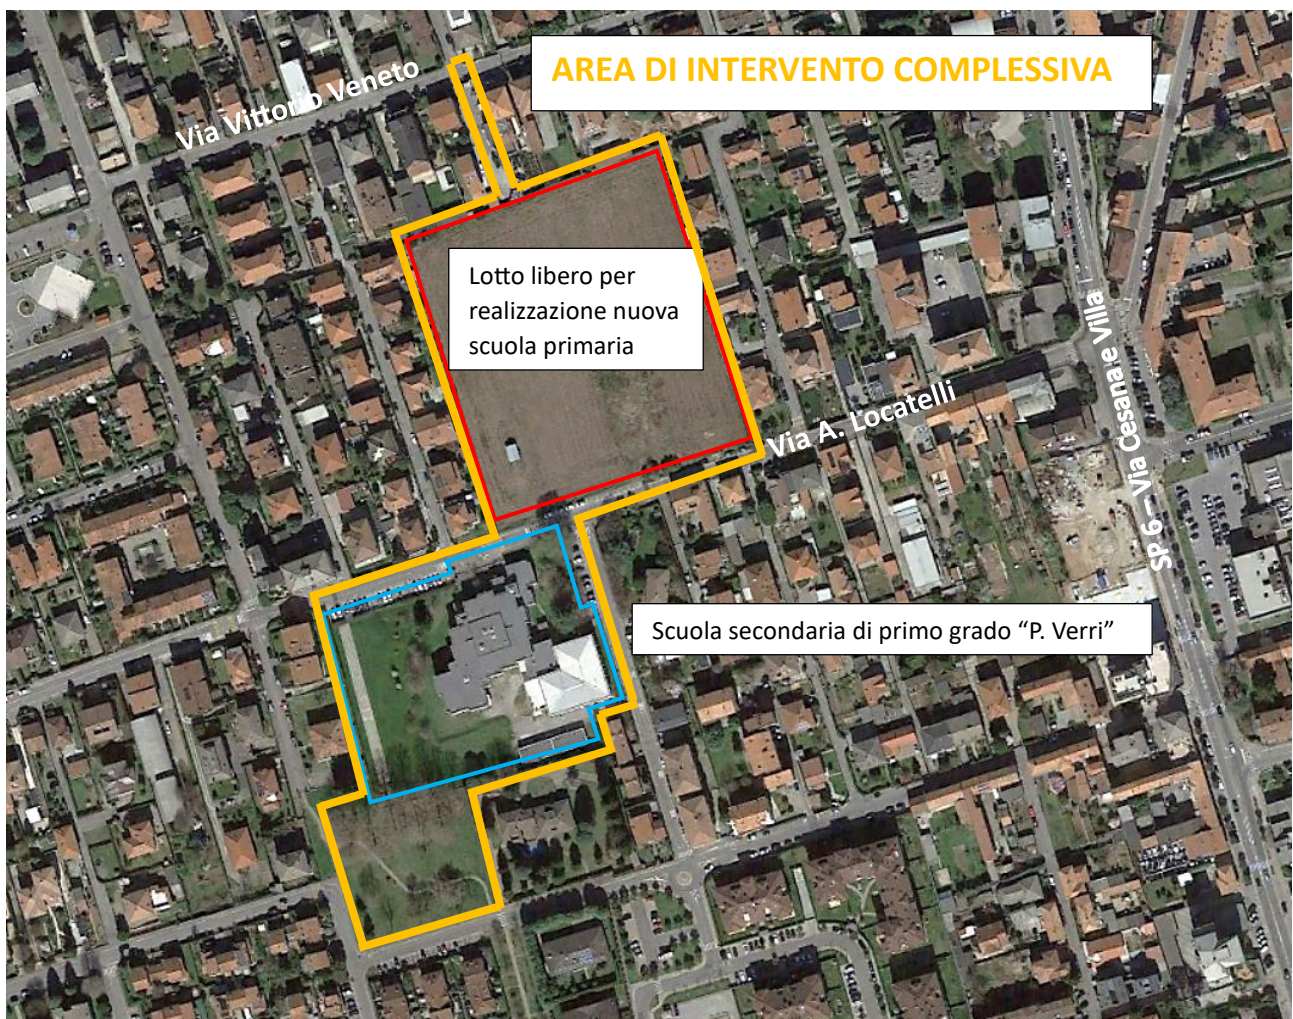 AREA DI INTERVENTO COMPLESSIVA
Via Vittorio Veneto
Lotto libero per
realizzazione nuova
scuola primaria
Via A. Locatelli
SP 6 – Via Cesana e Villa
Scuola secondaria di primo grado “P. Verri”